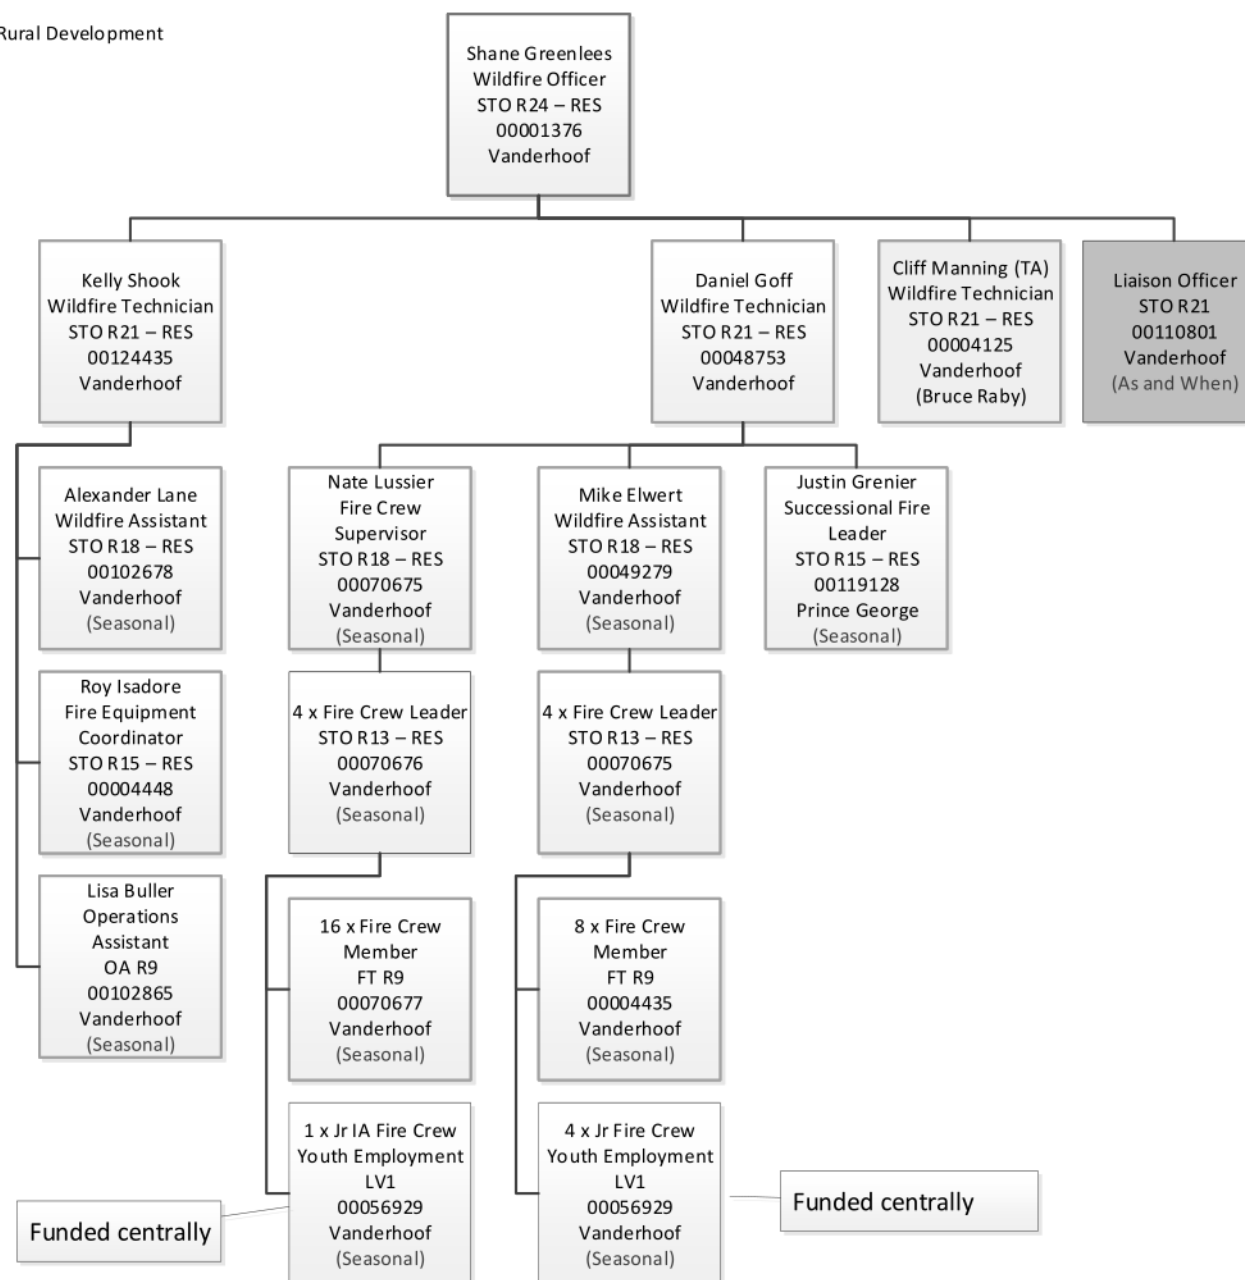 Rural Development
Shane Greenlees
Wildfire Officer
STO R24 – RES
00001376
Vanderhoof
Kelly Shook
Wildfire Technician
STO R21 – RES
00124435
Vanderhoof
Daniel Goff
Wildfire Technician
STO R21 – RES
00048753
Vanderhoof
Cliff Manning (TA)
Wildfire Technician
STO R21 – RES
00004125
Vanderhoof
(Bruce Raby)
Liaison Officer
STO R21
00110801
Vanderhoof
(As and When)
Alexander Lane
Wildfire Assistant
STO R18 – RES
00102678
Vanderhoof
(Seasonal)
Nate Lussier
Fire Crew
Supervisor
STO R18 – RES
00070675
Vanderhoof
(Seasonal)
Mike Elwert
Wildfire Assistant
STO R18 – RES
00049279
Vanderhoof
(Seasonal)
Justin Grenier
Successional Fire
Leader
STO R15 – RES
00119128
Prince George
(Seasonal)
Roy Isadore
Fire Equipment
Coordinator
STO R15 – RES
00004448
Vanderhoof
(Seasonal)
4 x Fire Crew Leader
STO R13 – RES
00070676
Vanderhoof
(Seasonal)
4 x Fire Crew Leader
STO R13 – RES
00070675
Vanderhoof
(Seasonal)
Lisa Buller
Operations
Assistant
OA R9
00102865
Vanderhoof
(Seasonal)
16 x Fire Crew
Member
FT R9
00070677
Vanderhoof
(Seasonal)
8 x Fire Crew
Member
FT R9
00004435
Vanderhoof
(Seasonal)
1 x Jr IA Fire Crew
Youth Employment
LV1
00056929
Vanderhoof
(Seasonal)
4 x Jr Fire Crew
Youth Employment
LV1
00056929
Vanderhoof
(Seasonal)
Funded centrally
Funded centrally